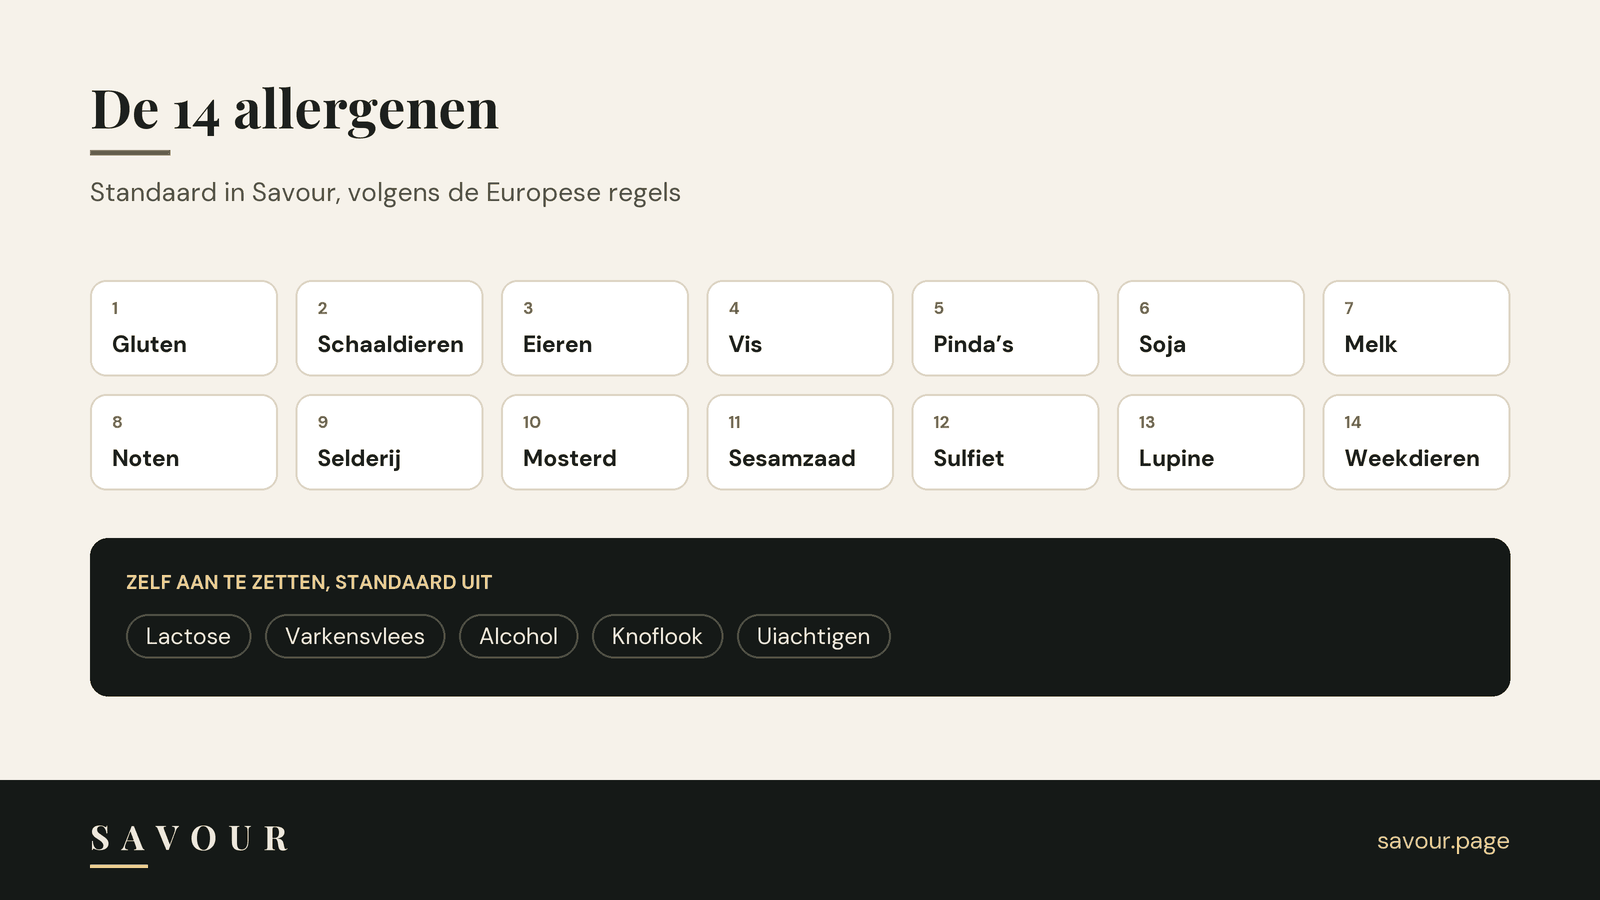 De 14 allergenen
Standaard in Savour, volgens de Europese regels
1 2 3 4 5 6 7
Gluten Schaaldieren Eieren Vis Pinda’s Soja Melk
8 9 10 11 12 13 14
Noten Selderij Mosterd Sesamzaad Sulfiet Lupine Weekdieren
ZELF AAN TE ZETTEN, STANDAARD UIT
Lactose Varkensvlees Alcohol Knoflook Uiachtigen
SAVOUR savour.page